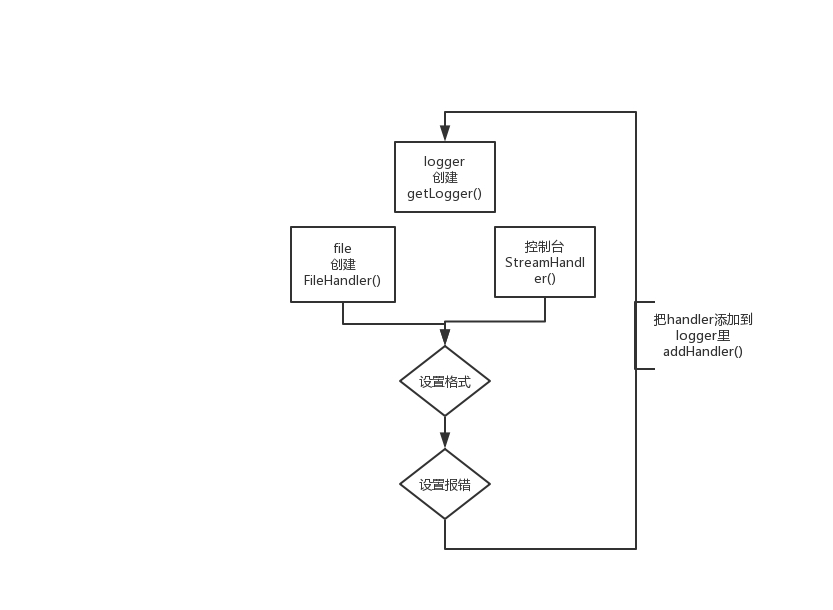 logger
创建
getLogger()
file
创建
FileHandler()
控制台
StreamHandl
er()
把handler添加到
logger里
addHandler()
设置格式
设置报错